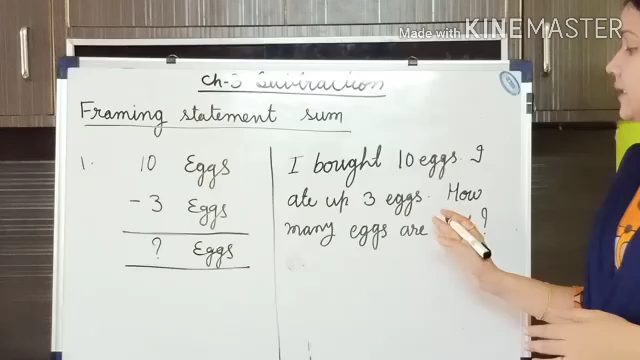 Made with KINEMASTER
Ch-3 Subtraction
Framing statement sum
1. 10 Eggs
- 3 Eggs
? Eggs
I bought 10 eggs. I
ate up 3 eggs. How
many eggs are ?